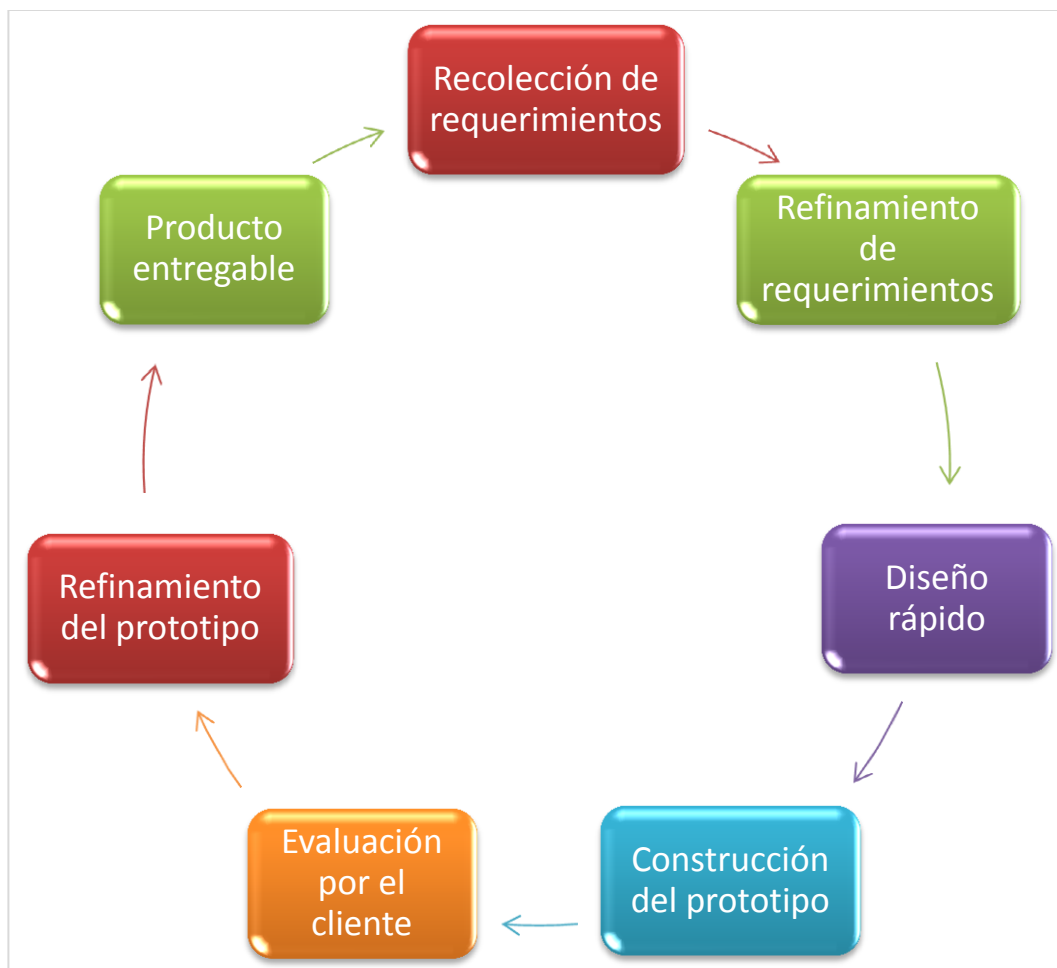 Recolección de
requerimientos
Refinamiento
de
requerimientos
Diseño
rápido
Construcción
del prototipo
Evaluación
por el
cliente
Refinamiento
del prototipo
Producto
entregable